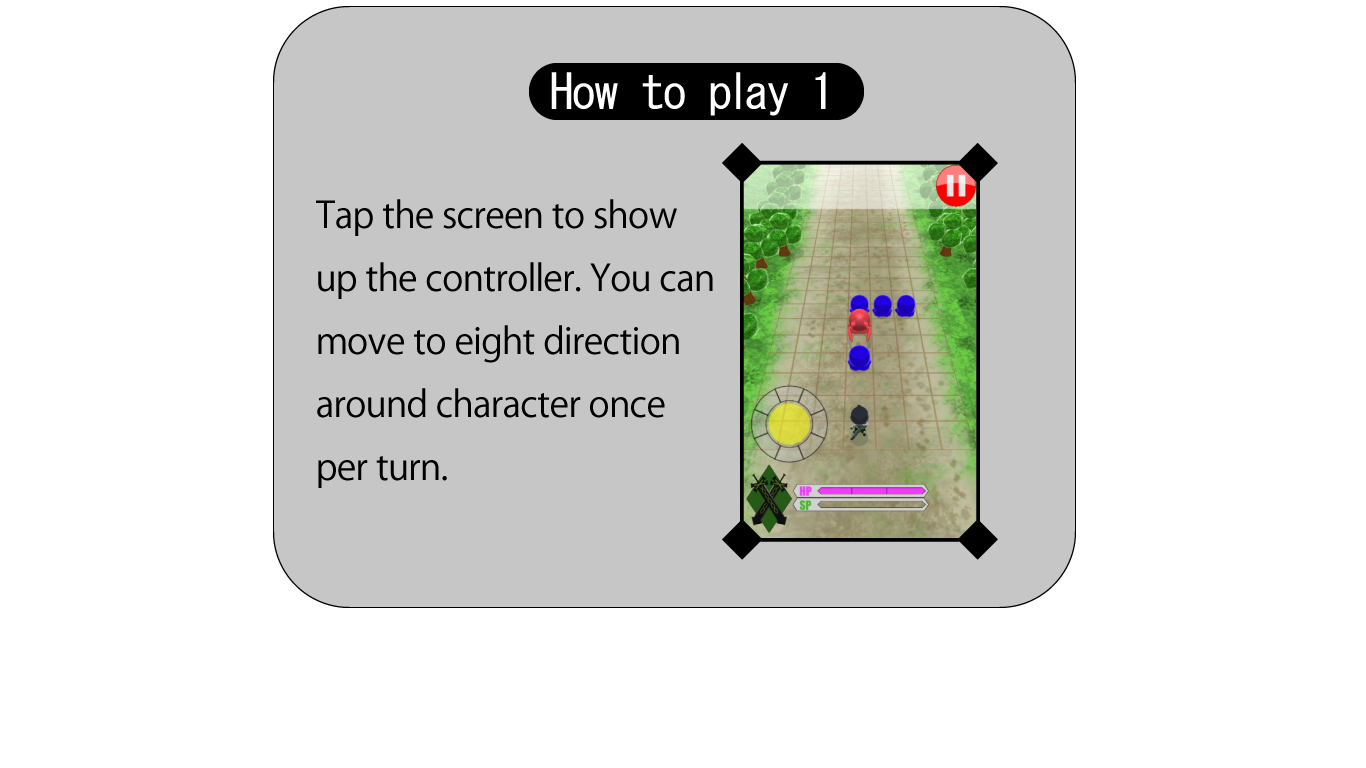 How to play 1
Tap the screen to show
up the controller. You can
move to eight direction
around character once
per turn.
HP
SP